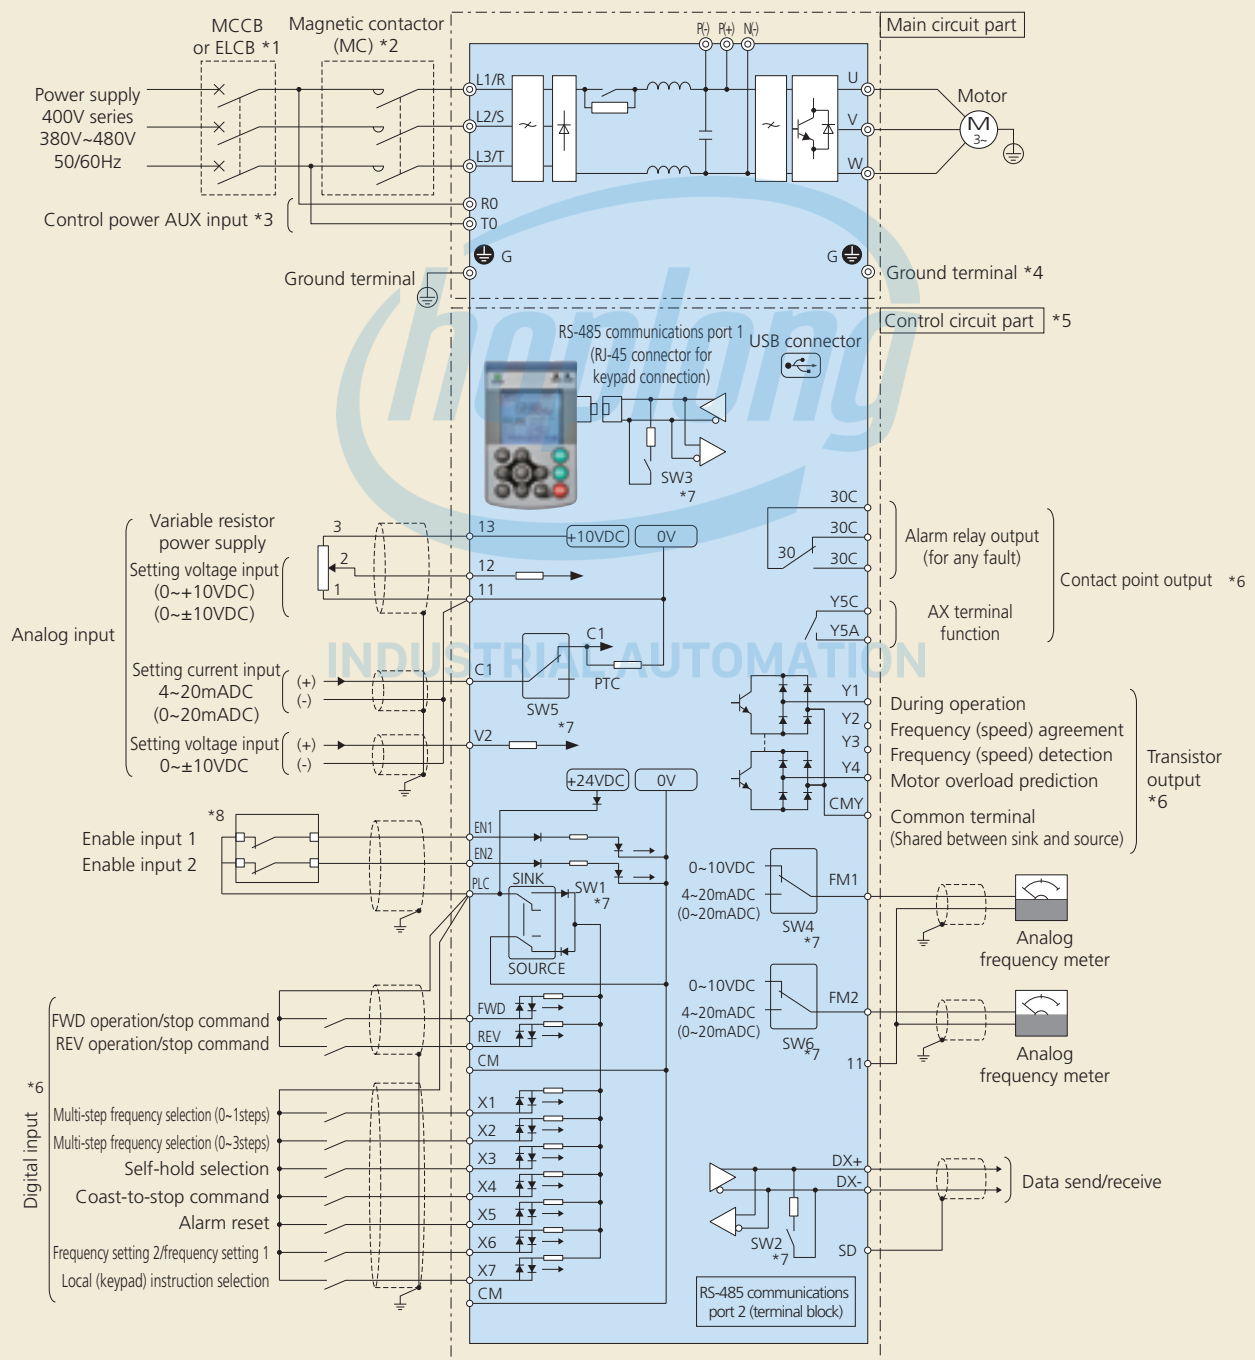 MCCB
or ELCB *1
Magnetic contactor
(MC) *2
P(-) P(+) N(-)
Main circuit part
Power supply
400V series
380V~480V
50/60Hz
L1/R
L2/S
L3/T
U
V
W
Motor
M
3~
Control power AUX input *3
R0
T0
G
G
Ground terminal
Ground terminal *4
Control circuit part *5
RS-485 communications port 1
(RJ-45 connector for
keypad connection)
USB connector
SW3
*7
honlong
INDUSTRIAL AUTOMATION
Analog input
Variable resistor
power supply
Setting voltage input
(0~+10VDC)
(0~±10VDC)
3
2
1
13
12
11
+10VDC
0V
Setting current input
4~20mADC
(0~20mADC)
(+)
(-)
C1
C1
PTC
SW5
*7
Setting voltage input
0~±10VDC
(+)
(-)
V2
+24VDC
0V
30C
30C
30C
30
Alarm relay output
(for any fault)
Y5C
Y5A
AX terminal
function
Contact point output *6
Y1
Y2
Y3
Y4
CMY
During operation
Frequency (speed) agreement
Frequency (speed) detection
Motor overload prediction
Common terminal
(Shared between sink and source)
Transistor
output
*6
*8
Enable input 1
Enable input 2
EN1
EN2
PLC
SINK
SW1
*7
SOURCE
0~10VDC
4~20mADC
(0~20mADC)
SW4
*7
FM1
Analog
frequency meter
0~10VDC
4~20mADC
(0~20mADC)
SW6
*7
FM2
11
Analog
frequency meter
*6
Digital input
FWD operation/stop command
REV operation/stop command
FWD
REV
CM
Multi-step frequency selection (0~1steps)
Multi-step frequency selection (0~3steps)
Self-hold selection
Coast-to-stop command
Alarm reset
Frequency setting 2/frequency setting 1
Local (keypad) instruction selection
X1
X2
X3
X4
X5
X6
X7
CM
DX+
DX-
SD
SW2
*7
Data send/receive
RS-485 communications
port 2 (terminal block)